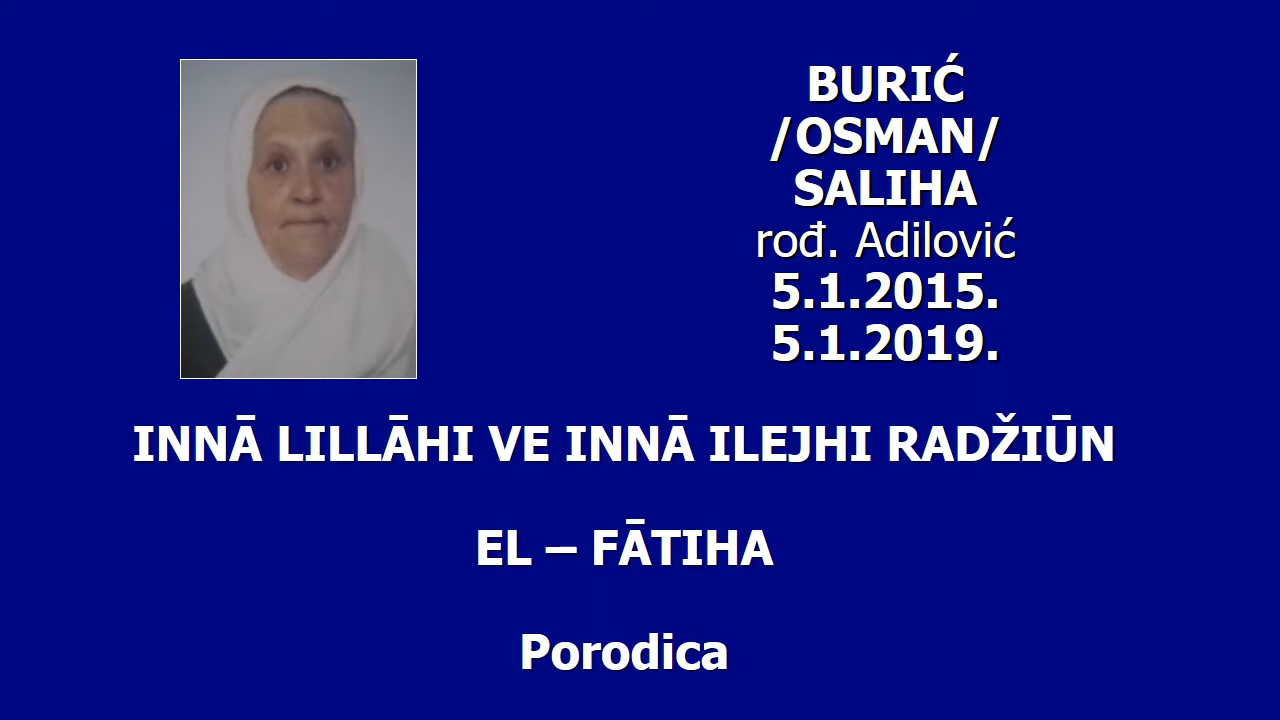 BURIĆ
/OSMAN/
SALIHA
rođ. Adilović
5.1.2015.
5.1.2019.
INNĀ LILLĀHI VE INNĀ ILEJHI RADŽIŪN
EL – FĀTIHA
Porodica